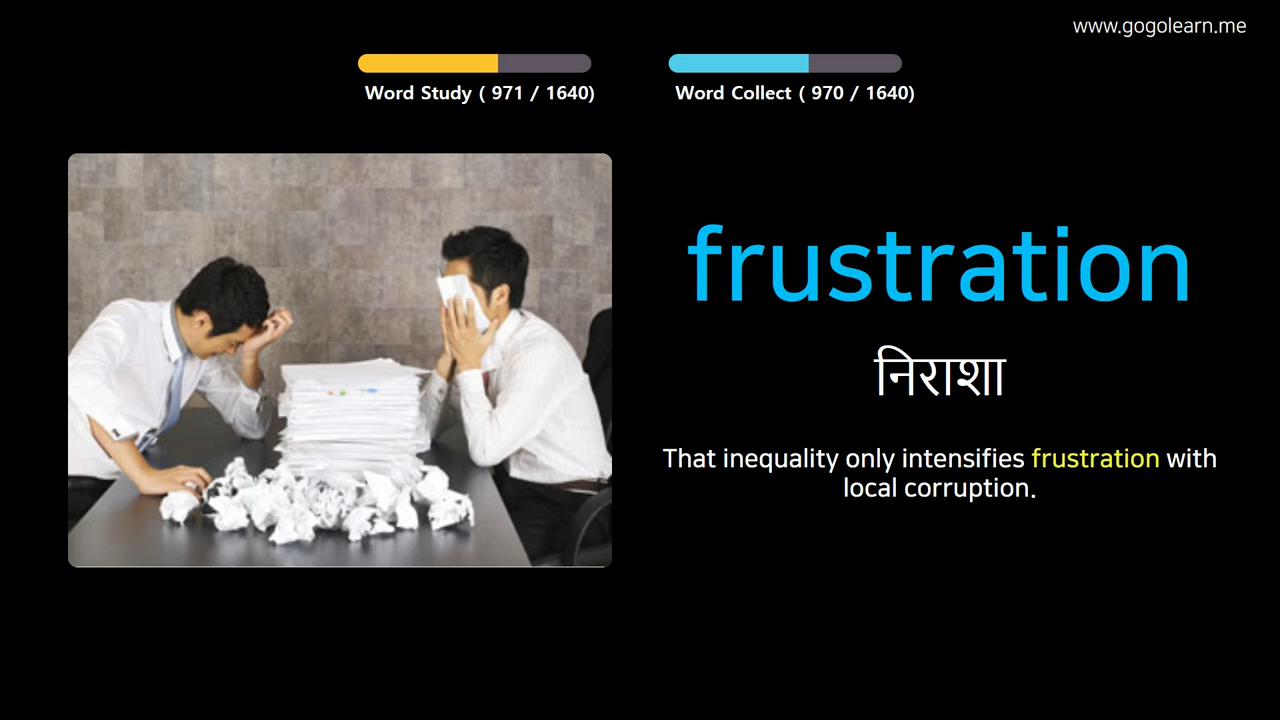 www.gogolearn.me
Word Study ( 971 / 1640)
Word Collect ( 970 / 1640)
frustration
निराशा
That inequality only intensifies frustration with
local corruption.